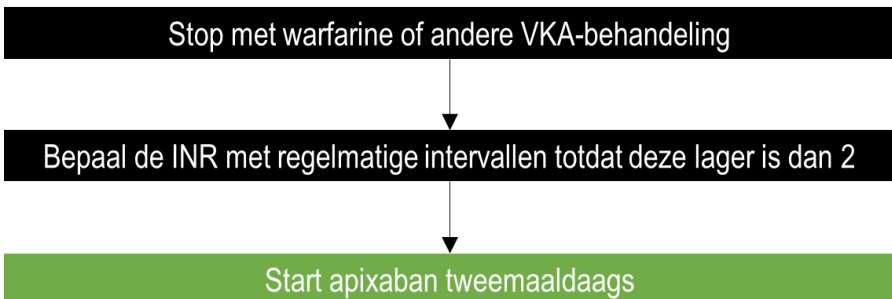 Stop met warfarine of andere VKA-behandeling
Bepaal de INR met regelmatige intervallen totdat deze lager is dan 2
Start apixaban tweemaaldaags